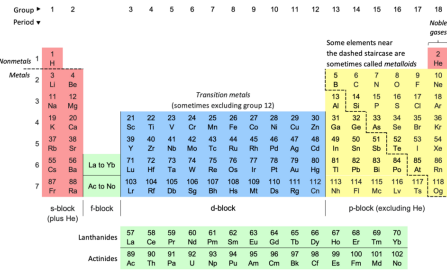 Group ► 1 2 3 4 5 6 7 8 9 10 11 12 13 14 15 16 17 18
Period ▼
Noble gases
Nonmetals
Metals
Some elements near
the dashed staircase are
sometimes called metalloids
Transition metals
(sometimes excluding group 12)
1 1 2
H He
2 3 4 5 6 7 8 9 10
Li Be B C N O F Ne
3 11 12 13 14 15 16 17 18
Na Mg Al Si P S Cl Ar
4 19 20 21 22 23 24 25 26 27 28 29 30 31 32 33 34 35 36
K Ca Sc Ti V Cr Mn Fe Co Ni Cu Zn Ga Ge As Se Br Kr
5 37 38 39 40 41 42 43 44 45 46 47 48 49 50 51 52 53 54
Rb Sr Y Zr Nb Mo Tc Ru Rh Pd Ag Cd In Sn Sb Te I Xe
6 55 56 La to Yb 71 72 73 74 75 76 77 78 79 80 81 82 83 84 85 86
Cs Ba Lu Hf Ta W Re Os Ir Pt Au Hg Tl Pb Bi Po At Rn
7 87 88 Ac to No 103 104 105 106 107 108 109 110 111 112 113 114 115 116 117 118
Fr Ra Lr Rf Db Sg Bh Hs Mt Ds Rg Cn Nh Fl Mc Lv Ts Og
s-block
(plus He)
f-block
d-block
p-block (excluding He)
Lanthanides 57 58 59 60 61 62 63 64 65 66 67 68 69 70
La Ce Pr Nd Pm Sm Eu Gd Tb Dy Ho Er Tm Yb
Actinides 89 90 91 92 93 94 95 96 97 98 99 100 101 102
Ac Th Pa U Np Pu Am Cm Bk Cf Es Fm Md No